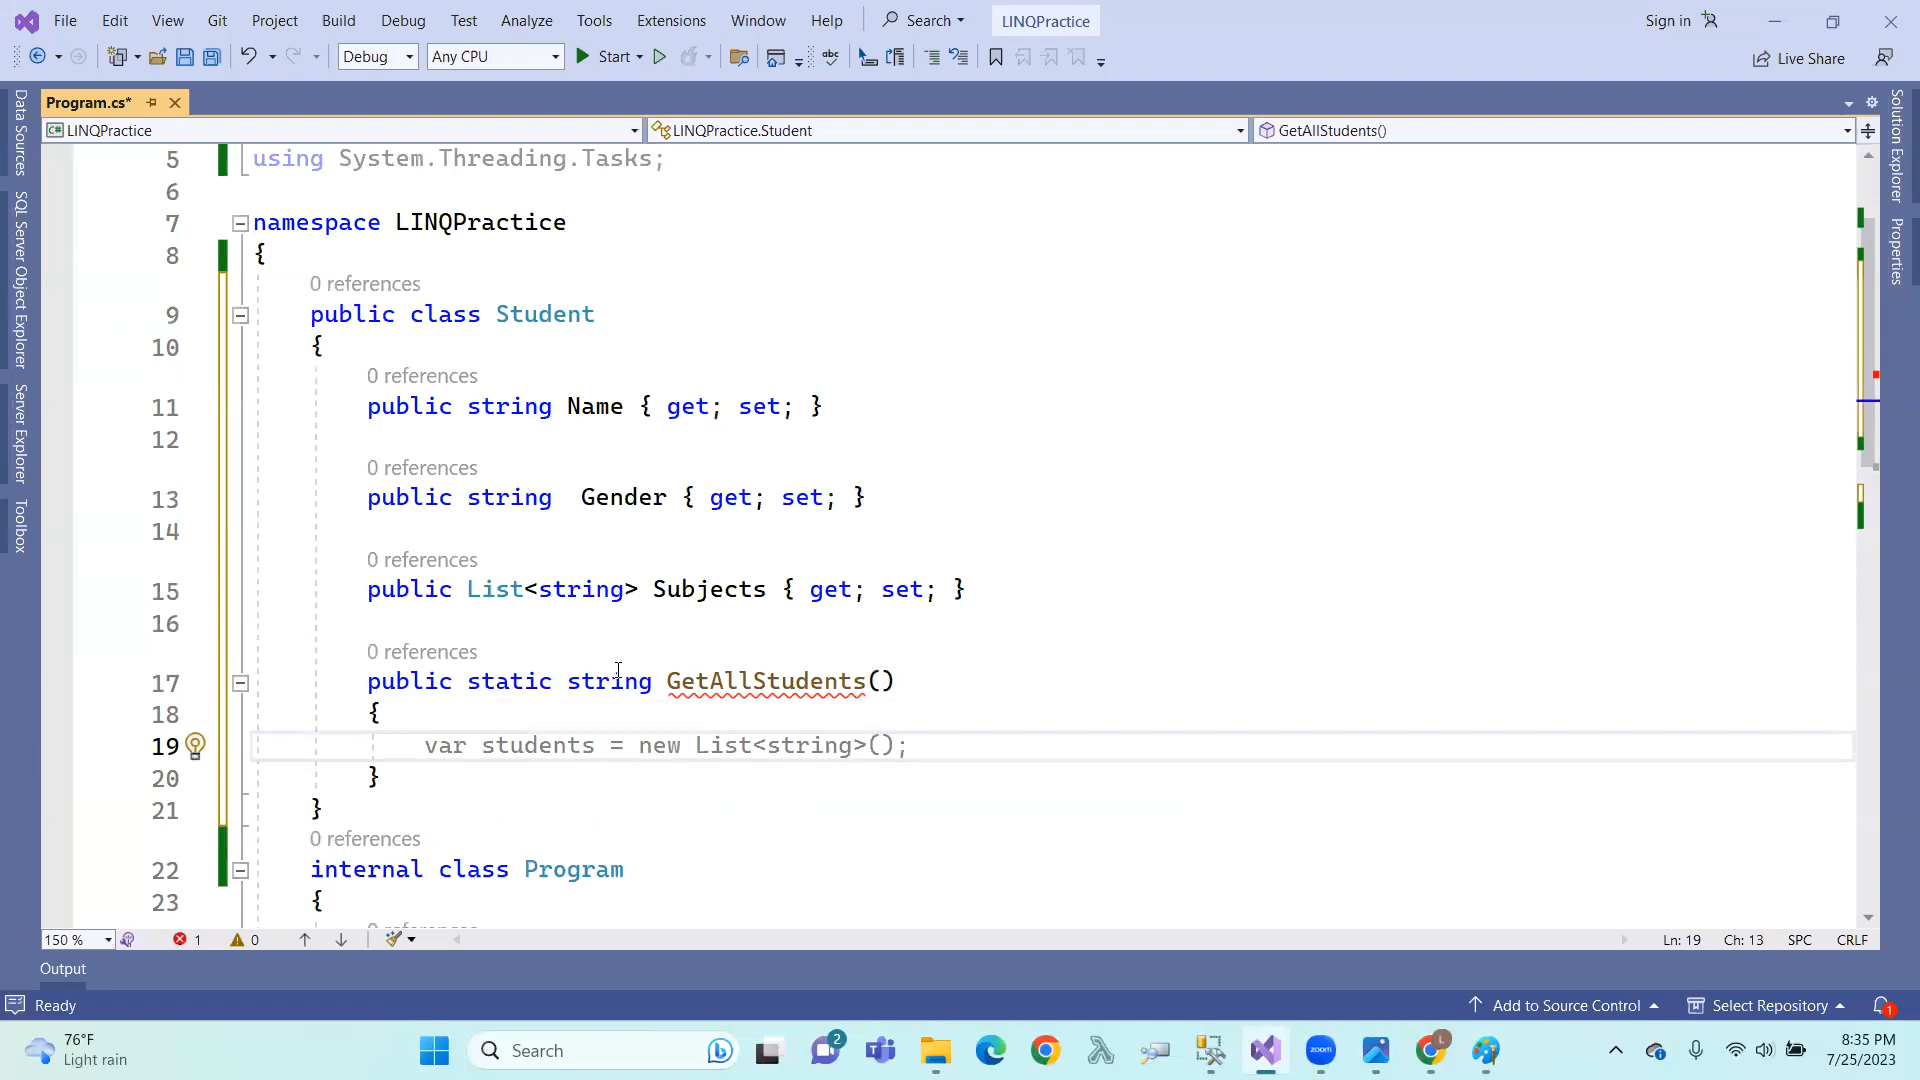 File Edit View Git Project Build Debug Test Analyze Tools Extensions Window Help Search LINQPractice Sign in
Debug Any CPU Start Live Share
Program.cs*
LINQPractice LINQPractice.Student GetAllStudents()
Data Sources
SQL Server Object Explorer
Server Explorer
Toolbox
Solution Explorer
Properties
5 using System.Threading.Tasks;
6
7 namespace LINQPractice
8 {
0 references
9 public class Student
10 {
0 references
11 public string Name { get; set; }
12
0 references
13 public string  Gender { get; set; }
14
0 references
15 public List<string> Subjects { get; set; }
16
0 references
17 public static string GetAllStudents()
18 {
19 var students = new List<string>();
20 }
21 }
0 references
22 internal class Program
23 {
0 references
150 % 1 0 Ln: 19 Ch: 13 SPC CRLF
Output
Ready Add to Source Control Select Repository 1
76°F
Light rain
Search
2
zoom
L
8:35 PM
7/25/2023